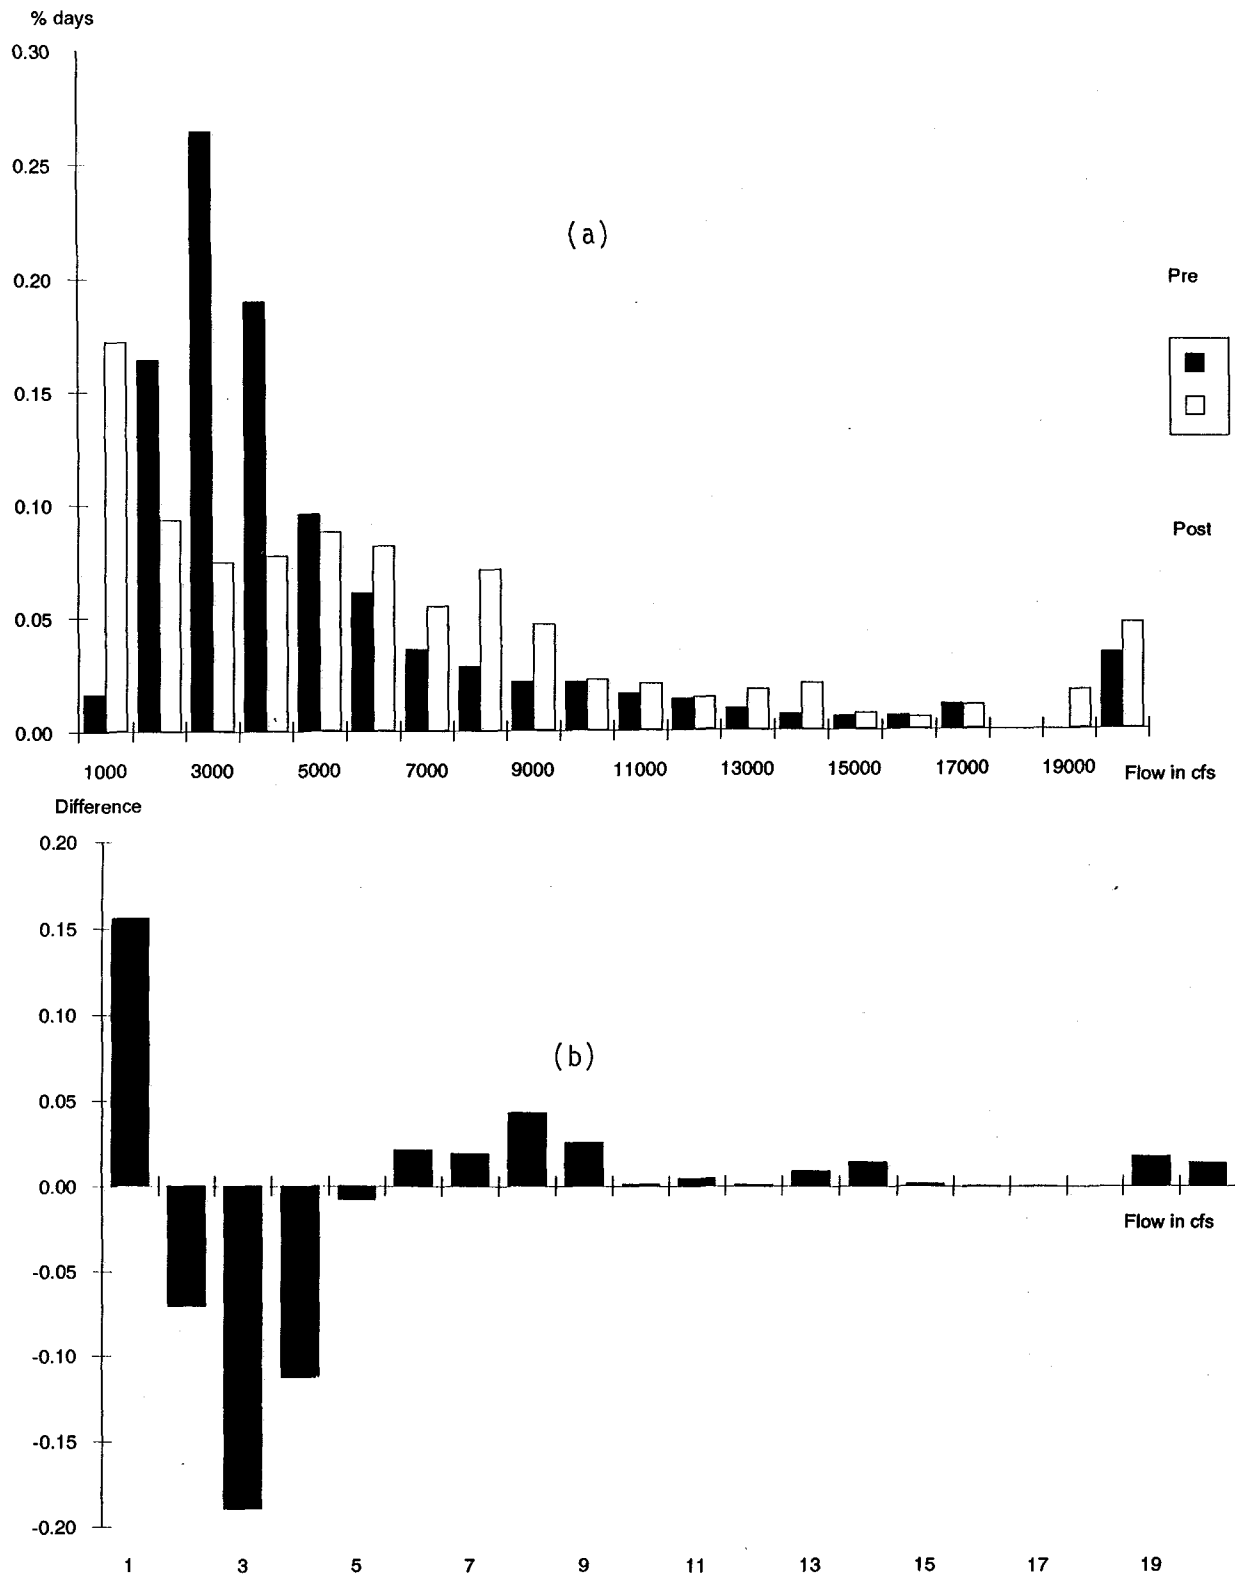 % days
0.30
0.25
0.20
0.15
0.10
0.05
0.00
(a)
Pre
Post
1000 3000 5000 7000 9000 11000 13000 15000 17000 19000 Flow in cfs
Difference
0.20
0.15
0.10
0.05
0.00
-0.05
-0.10
-0.15
-0.20
(b)
Flow in cfs
1 3 5 7 9 11 13 15 17 19